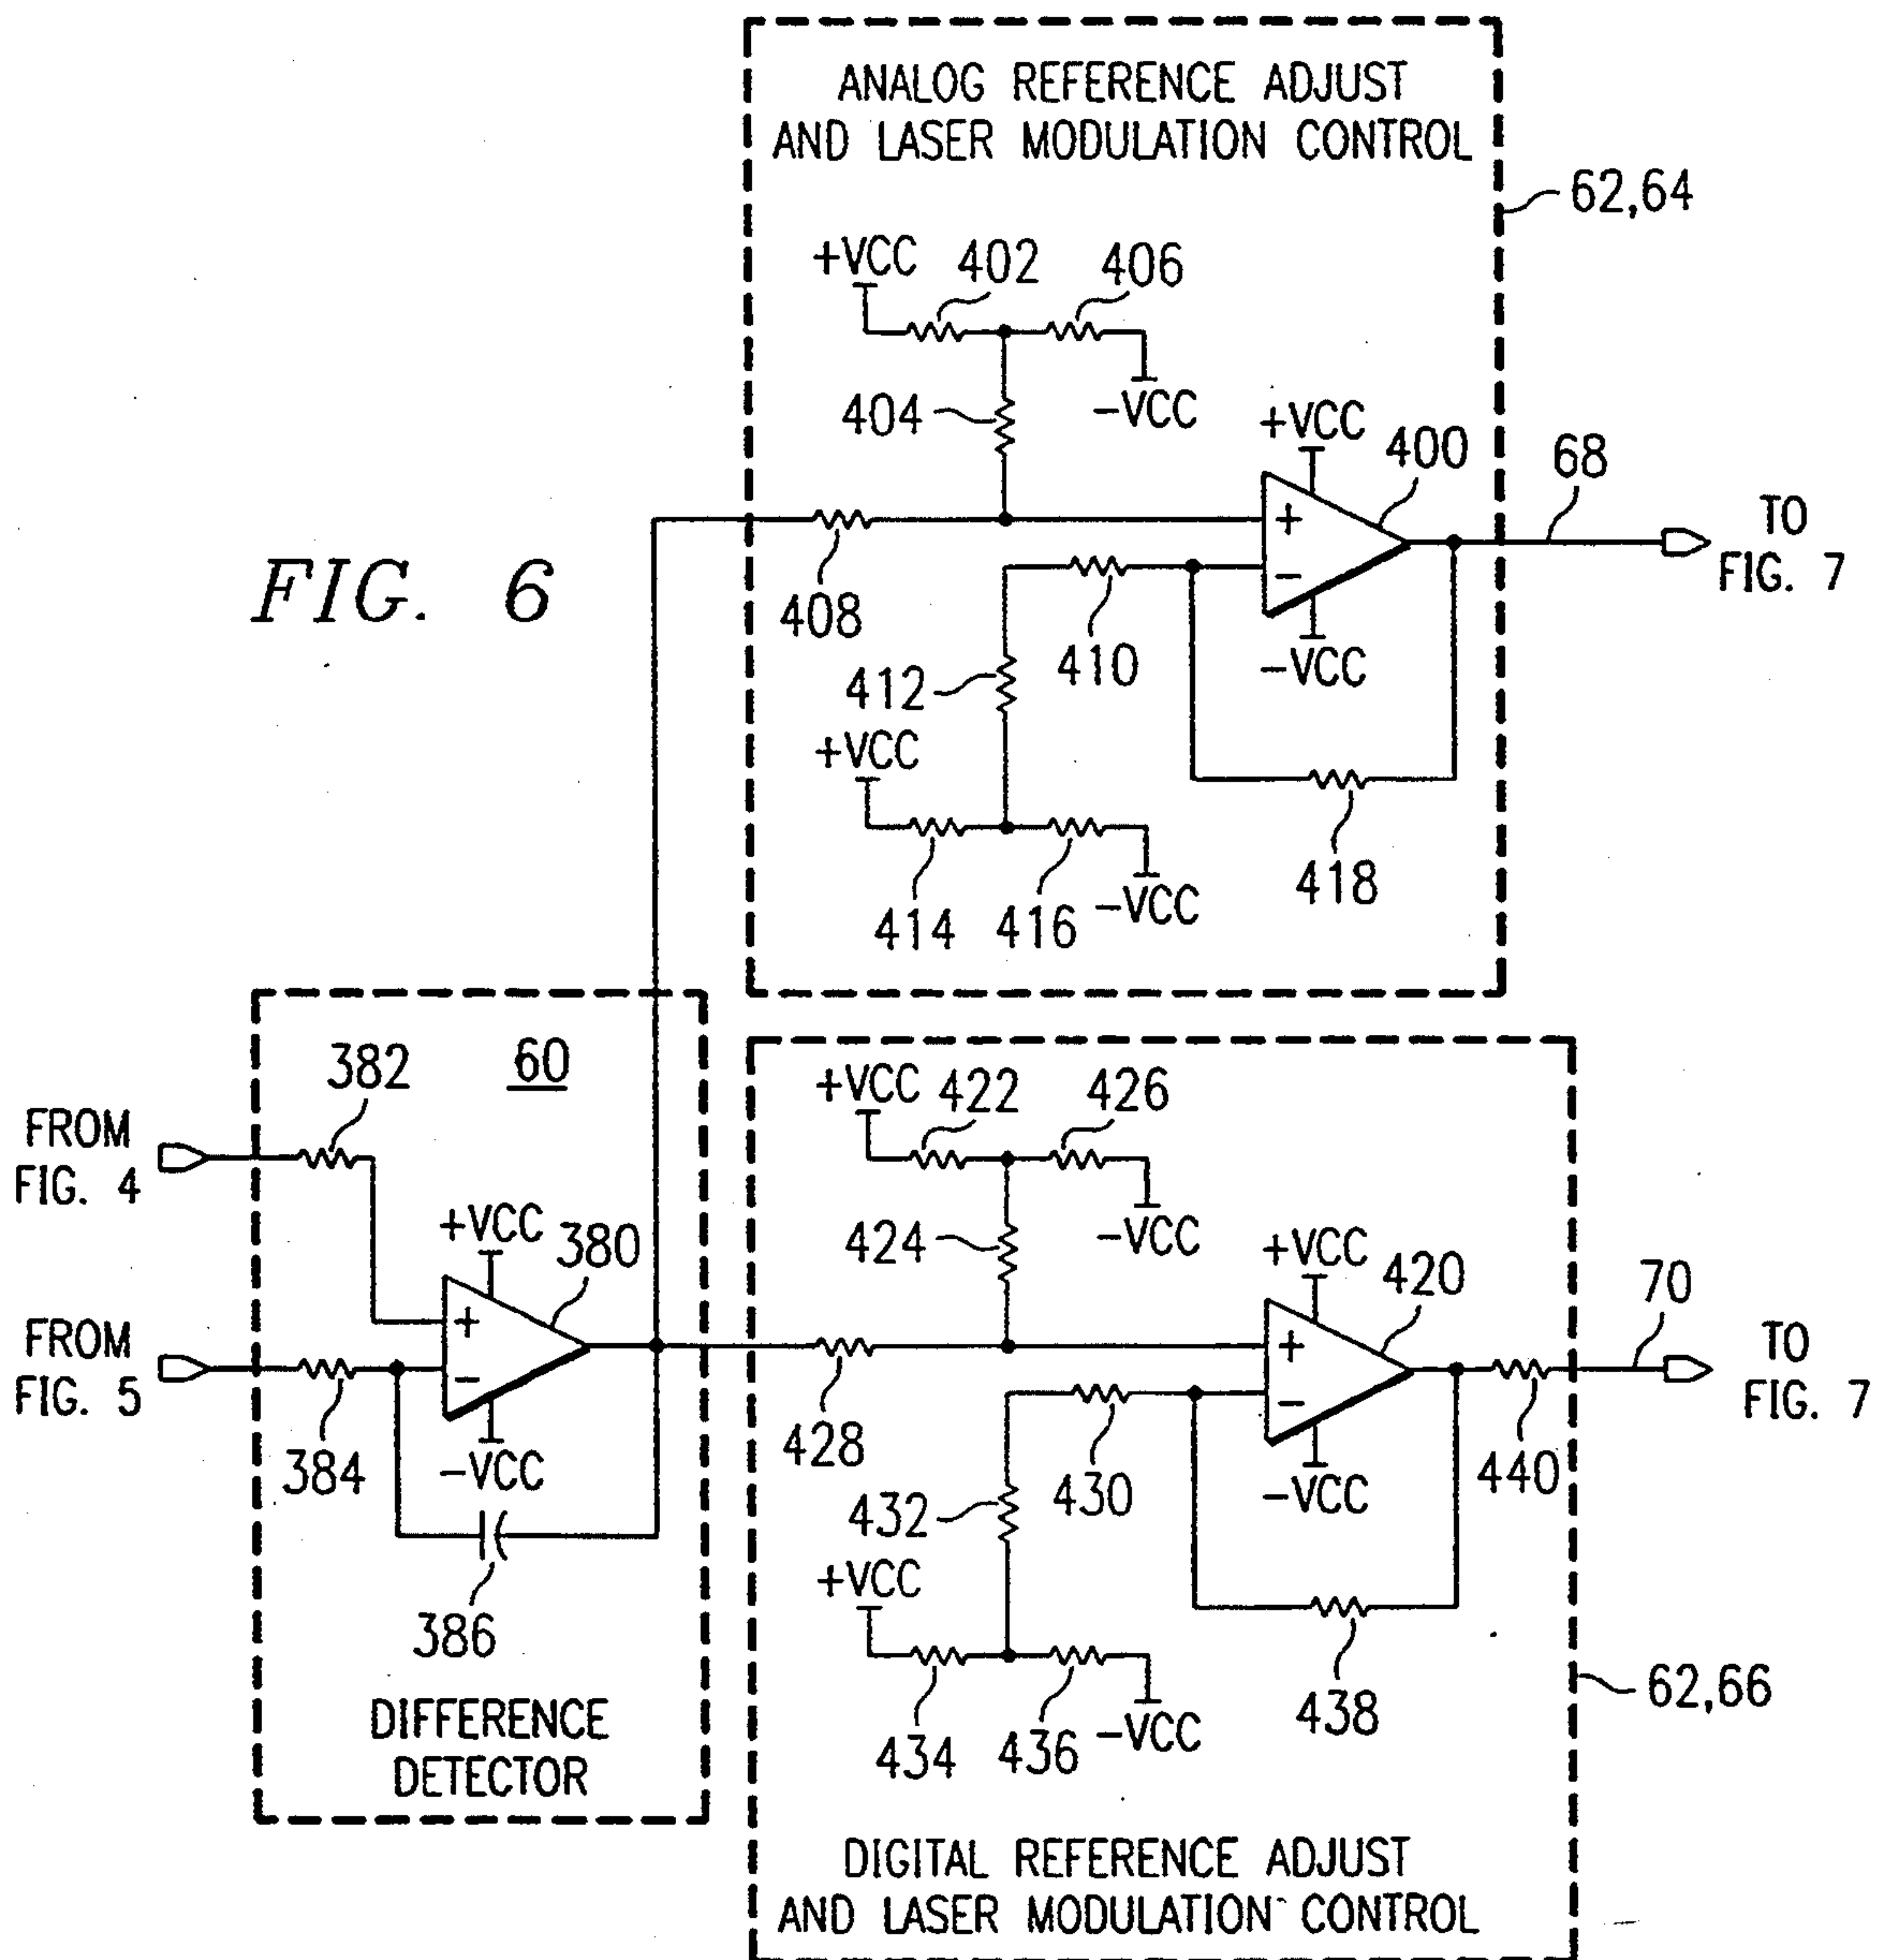 ANALOG REFERENCE ADJUST
AND LASER MODULATION CONTROL
62,64
+VCC
402
406
404
-VCC
+VCC
400
68
TO
FIG. 7
FIG. 6
408
410
-VCC
412
+VCC
418
414
416
-VCC
60
382
FROM
FIG. 4
+VCC
380
FROM
FIG. 5
384
-VCC
386
DIFFERENCE
DETECTOR
+VCC
422
426
424
-VCC
+VCC
420
70
TO
FIG. 7
428
430
-VCC
440
432
+VCC
438
434
436
-VCC
62,66
DIGITAL REFERENCE ADJUST
AND LASER MODULATION CONTROL